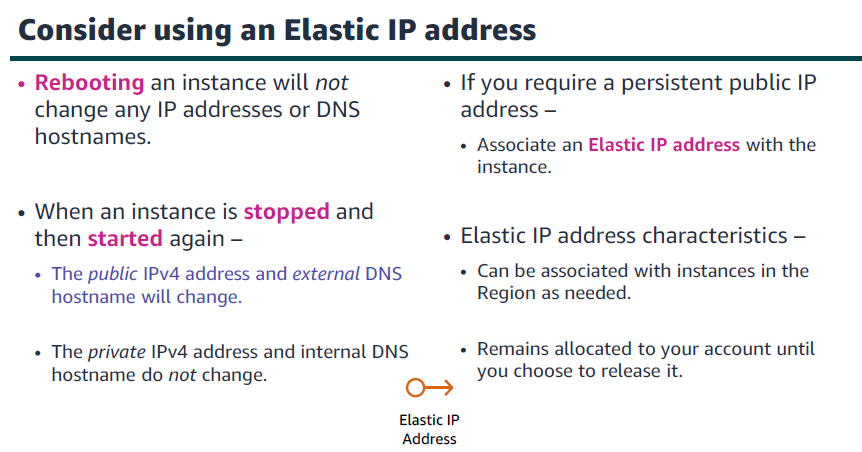 Consider using an Elastic IP address
• Rebooting an instance will not
change any IP addresses or DNS
hostnames.
• When an instance is stopped and
then started again –
• The public IPv4 address and external DNS
hostname will change.
• The private IPv4 address and internal DNS
hostname do not change.
• If you require a persistent public IP
address –
• Associate an Elastic IP address with the
instance.
• Elastic IP address characteristics –
• Can be associated with instances in the
Region as needed.
• Remains allocated to your account until
you choose to release it.
Elastic IP
Address